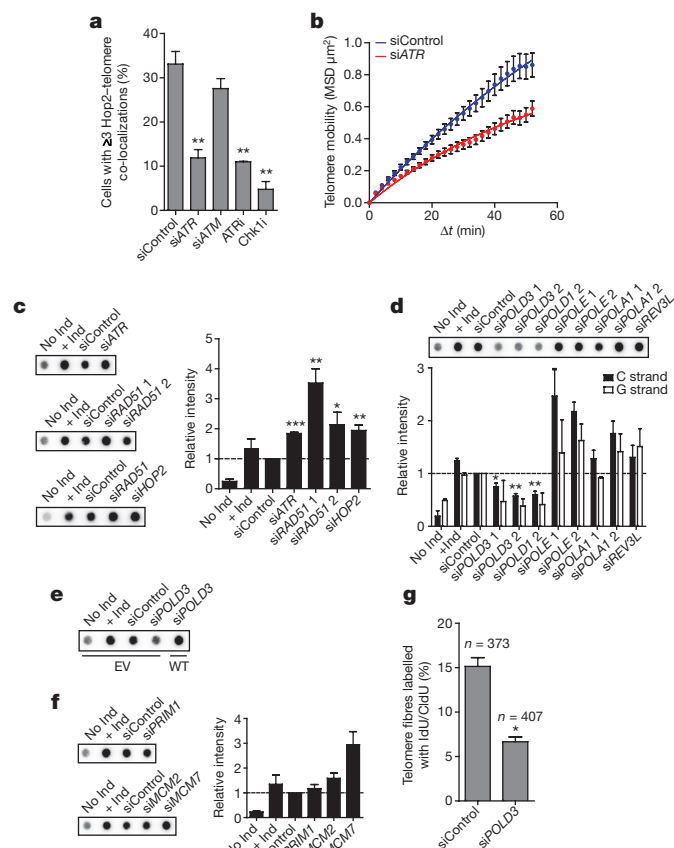 a
Cells with ≥3 Hop2–telomere
co-localizations (%)
40
30
20
10
0
**
**
**
siControl
siATR
siATM
ATRi
Chk1i
b
siControl
siATR
Telomere mobility (MSD μm²)
1.0
0.8
0.6
0.4
0.2
0.0
0
20
40
60
Δt (min)
c
No Ind
+ Ind
siControl
siATR
No Ind
+ Ind
siControl
siRAD51 1
siRAD51 2
No Ind
+ Ind
siControl
siRAD51
siHOP2
Relative intensity
5
4
3
2
1
0
***
**
*
**
No Ind
+ Ind
siControl
siATR
siRAD51 1
siRAD51 2
siHOP2
d
No Ind
+ Ind
siControl
siPOLD3 1
siPOLD3 2
siPOLD1 2
siPOLE 1
siPOLE 2
siPOLA1 1
siPOLA1 2
siREV3L
C strand
G strand
Relative intensity
3
2
1
0
*
**
**
No Ind
+Ind
siControl
siPOLD3 1
siPOLD3 2
siPOLD1 2
siPOLE 1
siPOLE 2
siPOLA1 1
siPOLA1 2
siREV3L
e
No Ind
+ Ind
siControl
siPOLD3
siPOLD3
EV
WT
f
No Ind
+ Ind
siControl
siPRIM1
No Ind
+ Ind
siControl
siMCM2
siMCM7
Relative intensity
4
3
2
1
0
No Ind
+ Ind
g
Telomere fibres labelled
with IdU/CldU (%)
20
15
10
5
0
n = 373
n = 407
*
siControl
siPOLD3